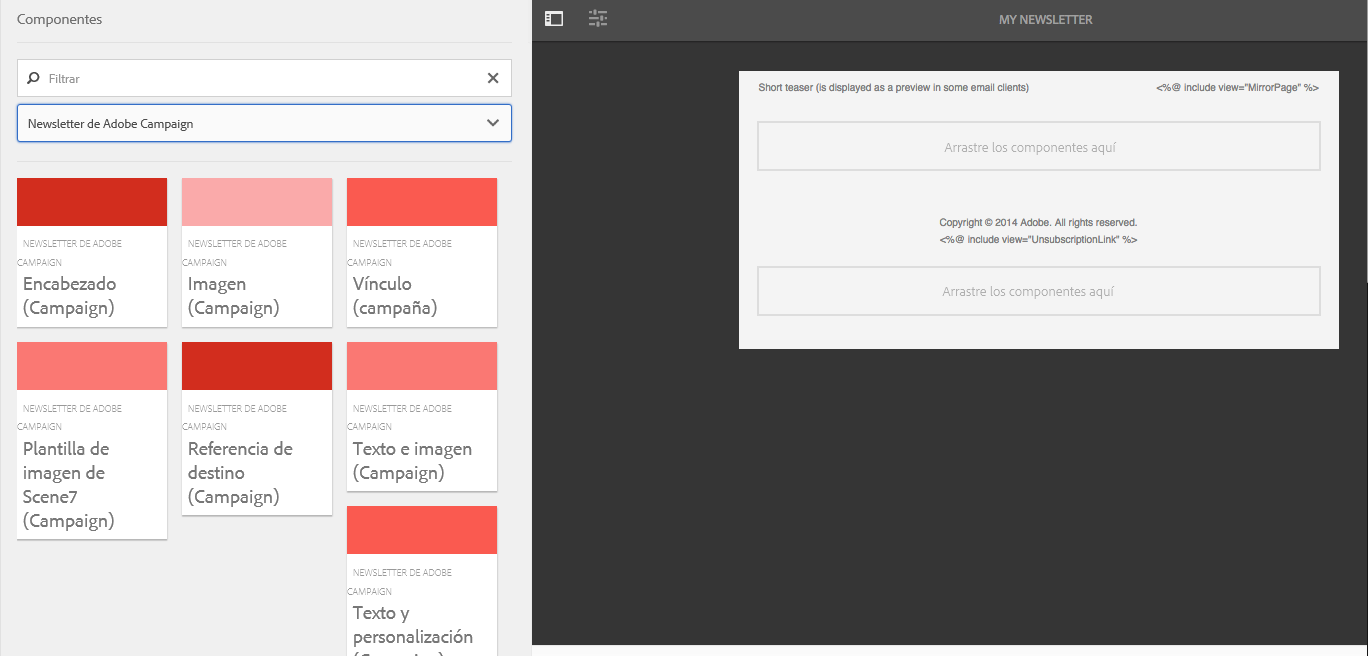 Componentes
Filtrar
Newsletter de Adobe Campaign
NEWSLETTER DE ADOBE
CAMPAIGN
Encabezado
(Campaign)
NEWSLETTER DE ADOBE
CAMPAIGN
Imagen
(Campaign)
NEWSLETTER DE ADOBE
CAMPAIGN
Vínculo
(campaña)
NEWSLETTER DE ADOBE
CAMPAIGN
Plantilla de
imagen de
Scene7
(Campaign)
NEWSLETTER DE ADOBE
CAMPAIGN
Referencia de
destino
(Campaign)
NEWSLETTER DE ADOBE
CAMPAIGN
Texto e imagen
(Campaign)
NEWSLETTER DE ADOBE
CAMPAIGN
Texto y
personalización
MY NEWSLETTER
Short teaser (is displayed as a preview in some email clients)
<%@ include view="MirrorPage" %>
Arrastre los componentes aquí
Copyright © 2014 Adobe. All rights reserved.
<%@ include view="UnsubscriptionLink" %>
Arrastre los componentes aquí